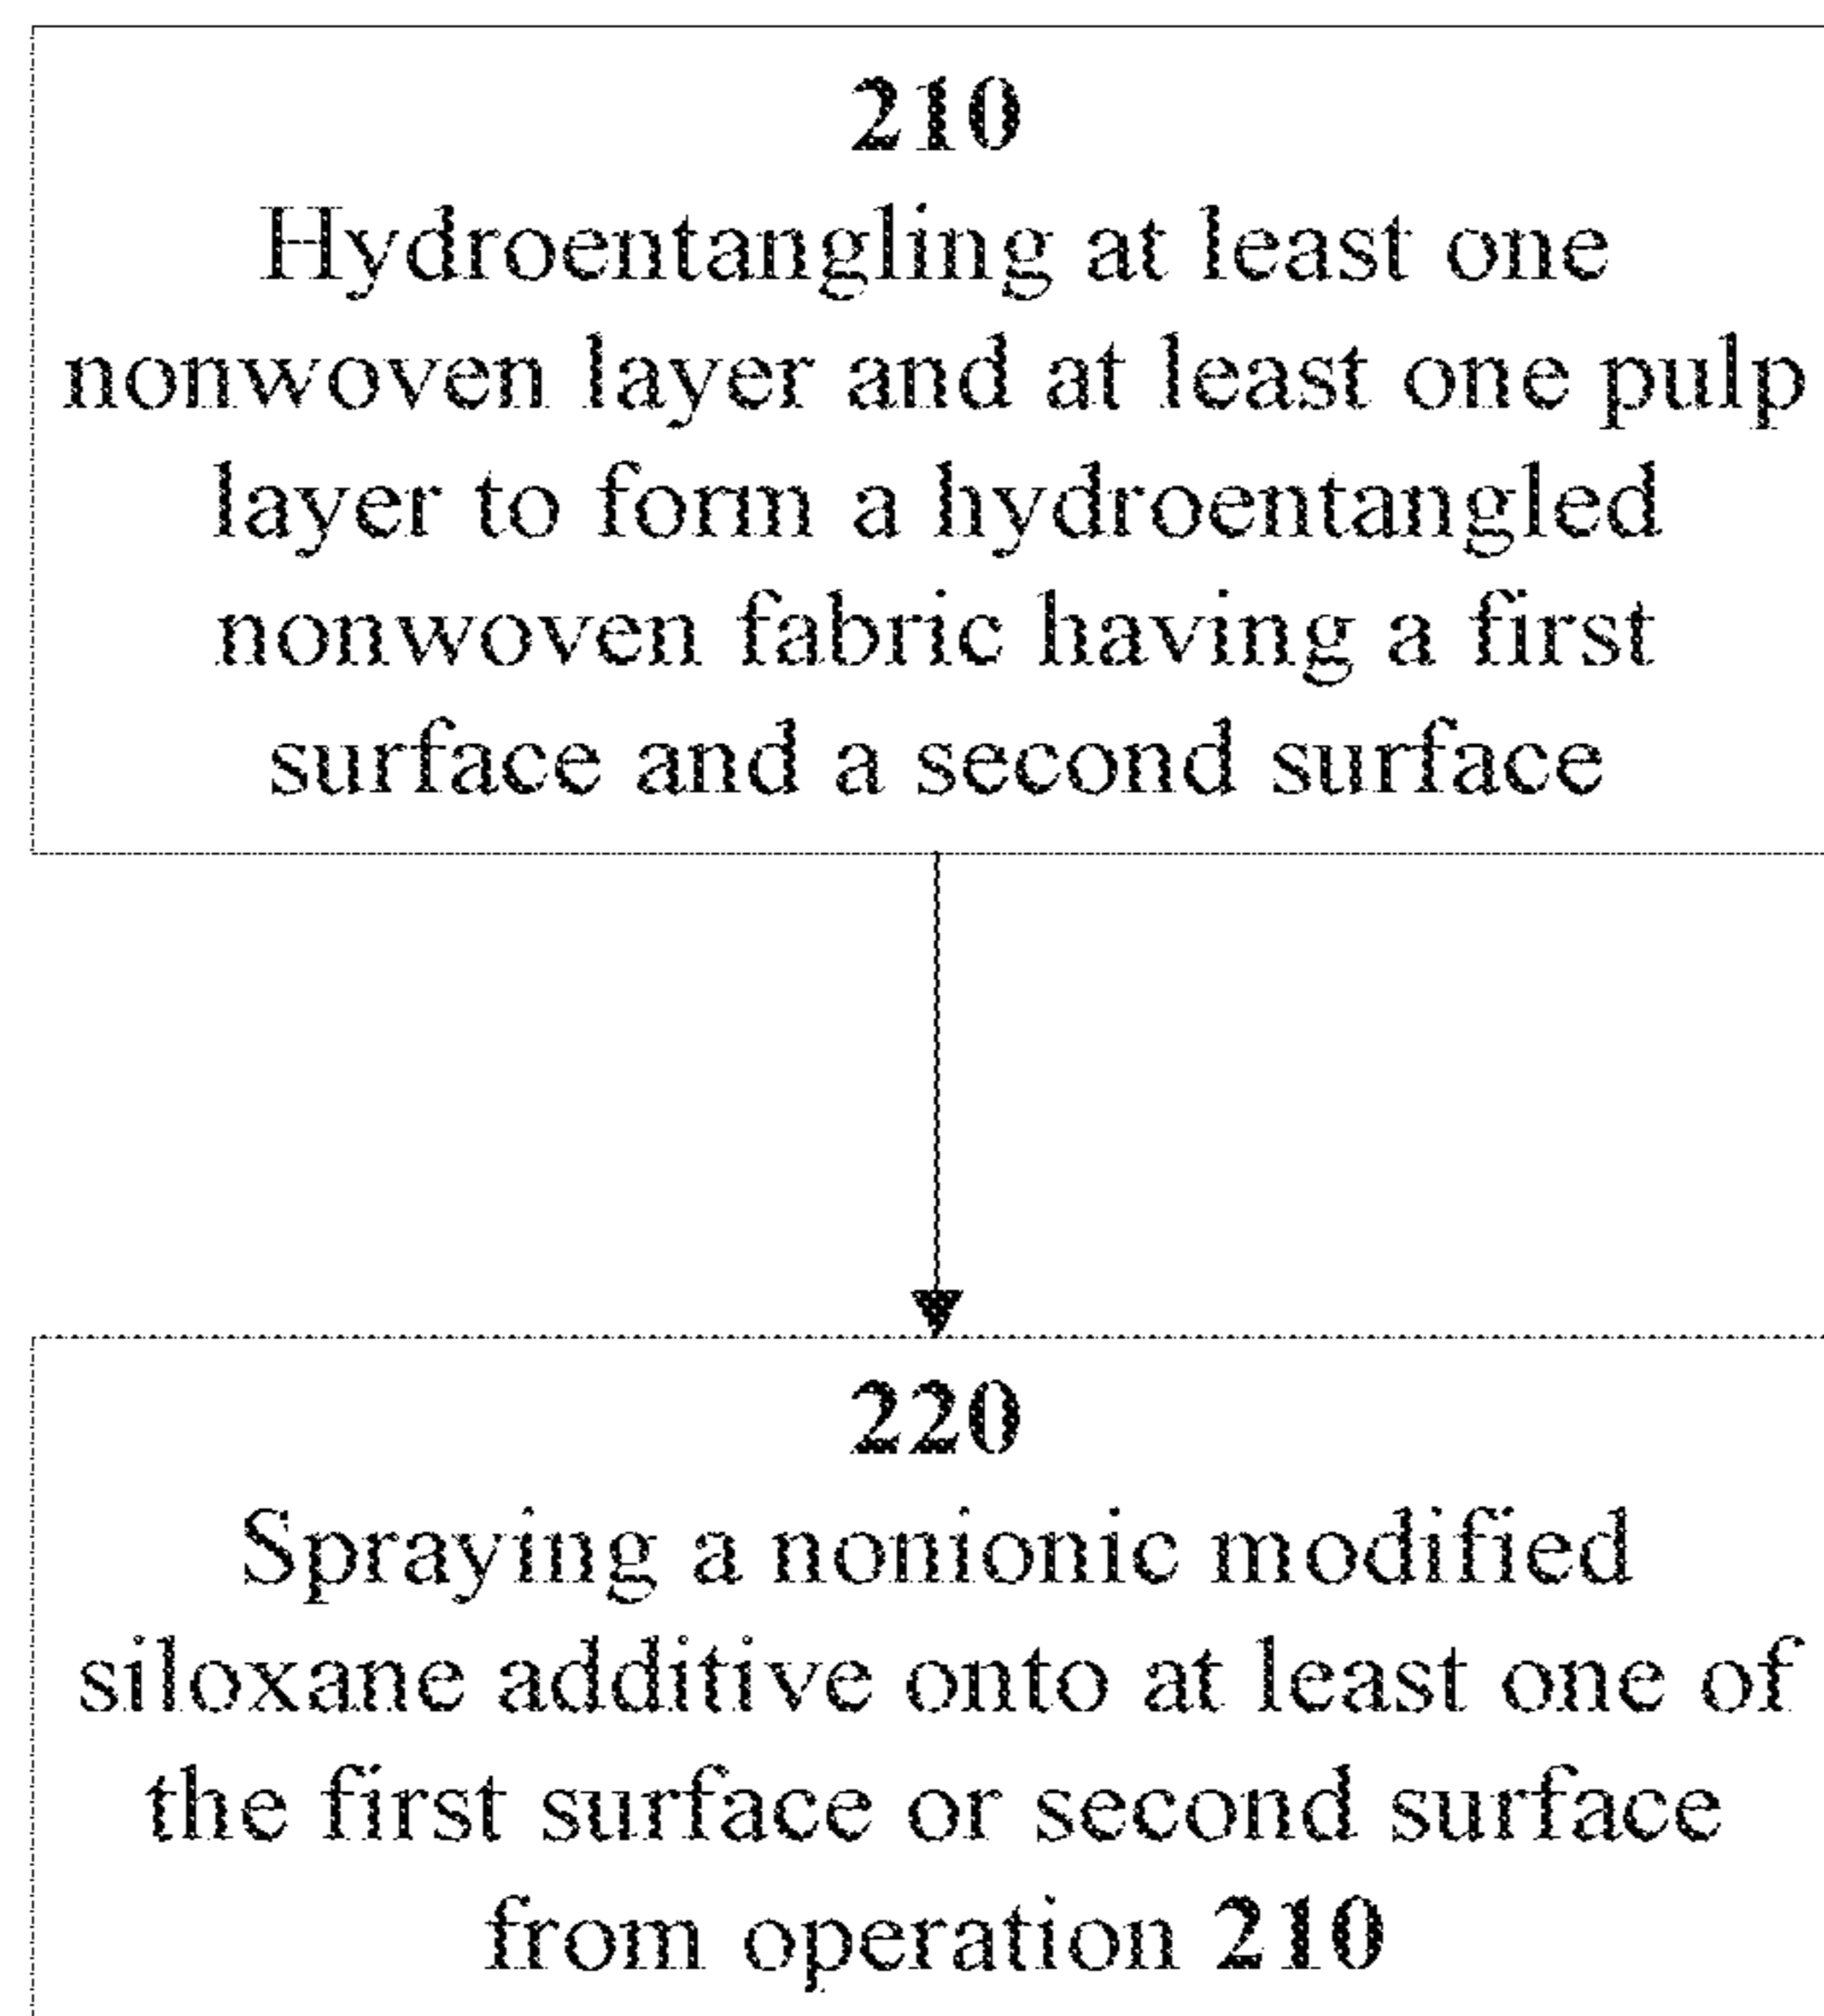 210
Hydroentangling at least one
nonwoven layer and at least one pulp
layer to form a hydroentangled
nonwoven fabric having a first
surface and a second surface
220
Spraying a nonionic modified
siloxane additive onto at least one of
the first surface or second surface
from operation 210